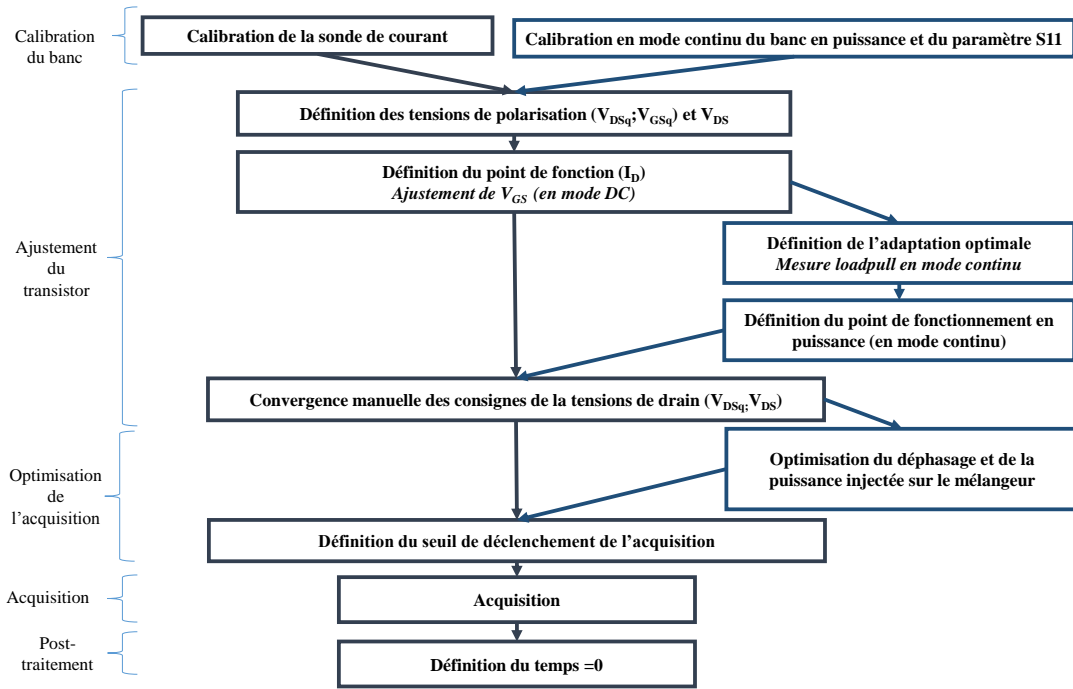 Calibration
du banc
Calibration de la sonde de courant
Calibration en mode continu du banc en puissance et du paramètre S11
Ajustement
du
transistor
Définition des tensions de polarisation (VDSq;VGSq) et VDS
Définition du point de fonction (ID)
Ajustement de VGS (en mode DC)
Définition de l’adaptation optimale
Mesure loadpull en mode continu
Définition du point de fonctionnement en
puissance (en mode continu)
Convergence manuelle des consignes de la tensions de drain (VDSq;VDS)
Optimisation
de
l’acquisition
Optimisation du déphasage et de la
puissance injectée sur le mélangeur
Définition du seuil de déclenchement de l’acquisition
Acquisition
Acquisition
Post-
traitement
Définition du temps =0